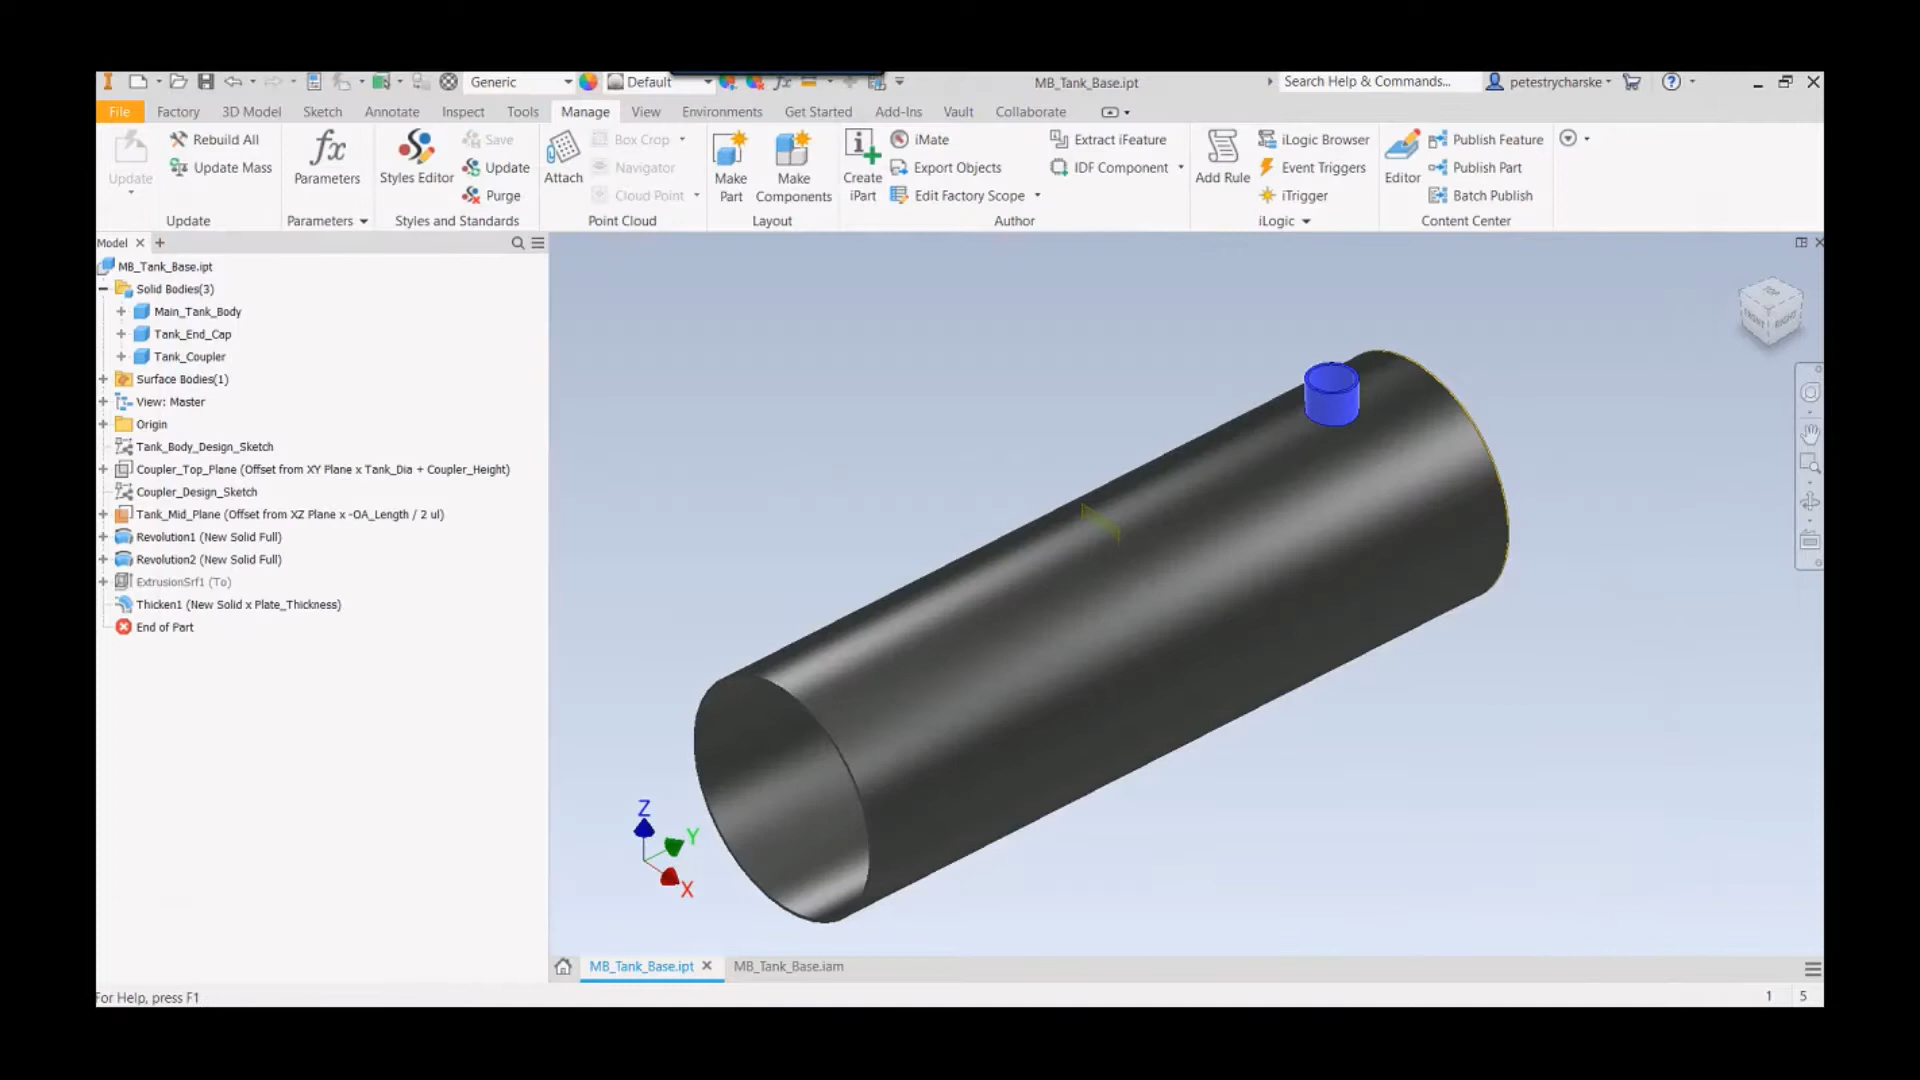 Generic
Default
MB_Tank_Base.ipt
Search Help & Commands...
petestrycharske
File
Factory
3D Model
Sketch
Annotate
Inspect
Tools
Manage
View
Environments
Get Started
Add-Ins
Vault
Collaborate
Update
Rebuild All
Update Mass
Update
fx
Parameters
Parameters
Styles Editor
Save
Update
Purge
Styles and Standards
Attach
Box Crop
Navigator
Cloud Point
Point Cloud
Make Part
Make Components
Layout
Create iPart
iMate
Export Objects
Edit Factory Scope
Extract iFeature
IDF Component
Author
Add Rule
iLogic Browser
Event Triggers
iTrigger
iLogic
Editor
Publish Feature
Publish Part
Batch Publish
Content Center
Model
MB_Tank_Base.ipt
Solid Bodies(3)
Main_Tank_Body
Tank_End_Cap
Tank_Coupler
Surface Bodies(1)
View: Master
Origin
Tank_Body_Design_Sketch
Coupler_Top_Plane (Offset from XY Plane x Tank_Dia + Coupler_Height)
Coupler_Design_Sketch
Tank_Mid_Plane (Offset from XZ Plane x -OA_Length / 2 ul)
Revolution1 (New Solid Full)
Revolution2 (New Solid Full)
ExtrusionSrf1 (To)
Thicken1 (New Solid x Plate_Thickness)
End of Part
TOP
FRONT
RIGHT
Z
Y
X
MB_Tank_Base.ipt
MB_Tank_Base.iam
For Help, press F1
1
5